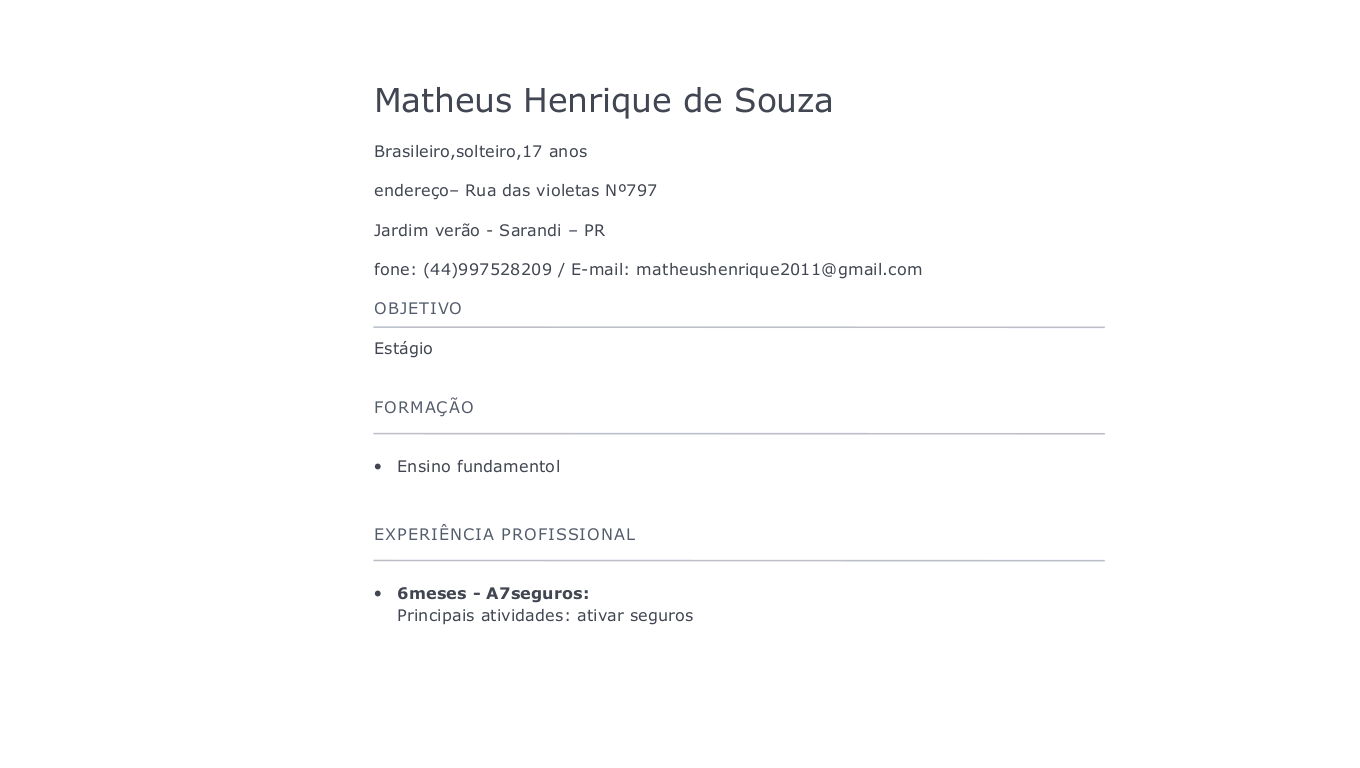 Matheus Henrique de Souza
Brasileiro,solteiro,17 anos
endereço– Rua das violetas Nº797
Jardim verão - Sarandi – PR
fone: (44)997528209 / E-mail: matheushenrique2011@gmail.com
OBJETIVO
Estágio
FORMAÇÃO
• Ensino fundamentol
EXPERIÊNCIA PROFISSIONAL
• 6meses - A7seguros:
Principais atividades: ativar seguros